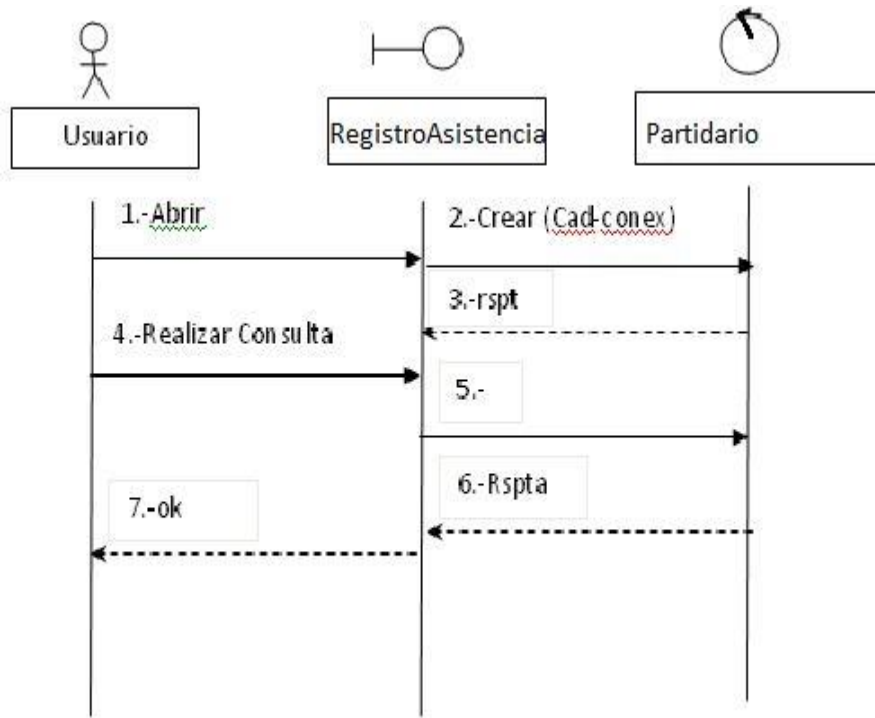 Usuario
RegistroAsistencia
Partidario
1.-Abrir
2.-Crear (Cad-conex)
3.-rspt
4.-Realizar Consulta
5.-
6.-Rspta
7.-ok